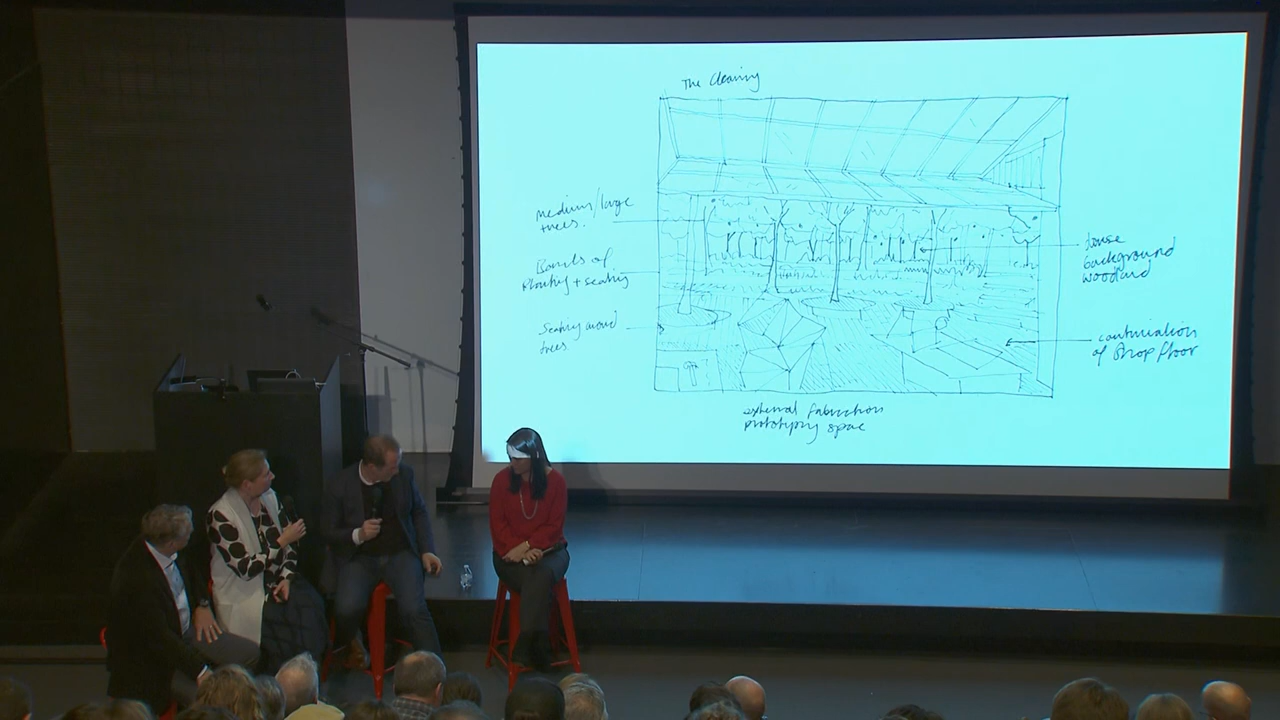 The Clearing
medium/large
trees.
Bands of
planting + seating
Seating around
trees.
dense
background
woodland
continuation
of shop floor
external fabrication
prototyping space